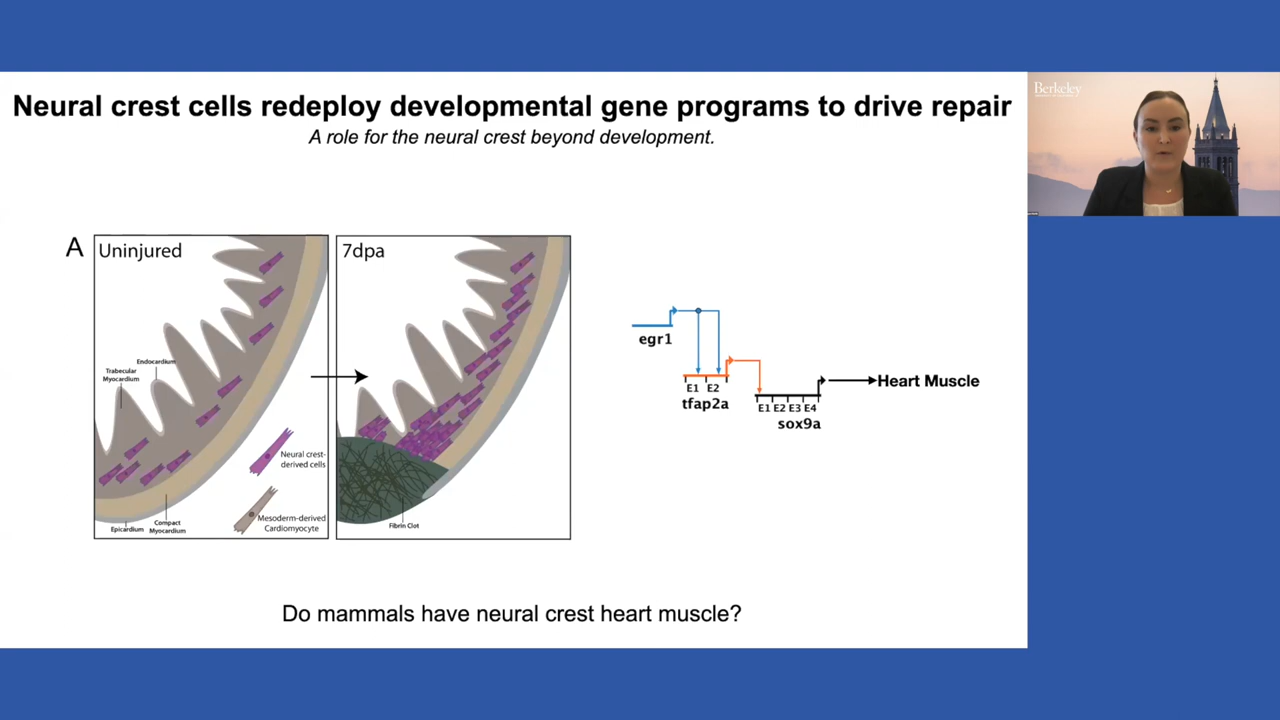 Neural crest cells redeploy developmental gene programs to drive repair
A role for the neural crest beyond development.
Berkeley
A
Uninjured
Endocardium
Trabecular
Myocardium
Neural crest-
derived cells
Mesoderm-derived
Cardiomyocyte
Compact
Myocardium
Epicardium
7dpa
Fibrin Clot
egr1
E1 E2
tfap2a
E1 E2 E3 E4
sox9a
Heart Muscle
Do mammals have neural crest heart muscle?